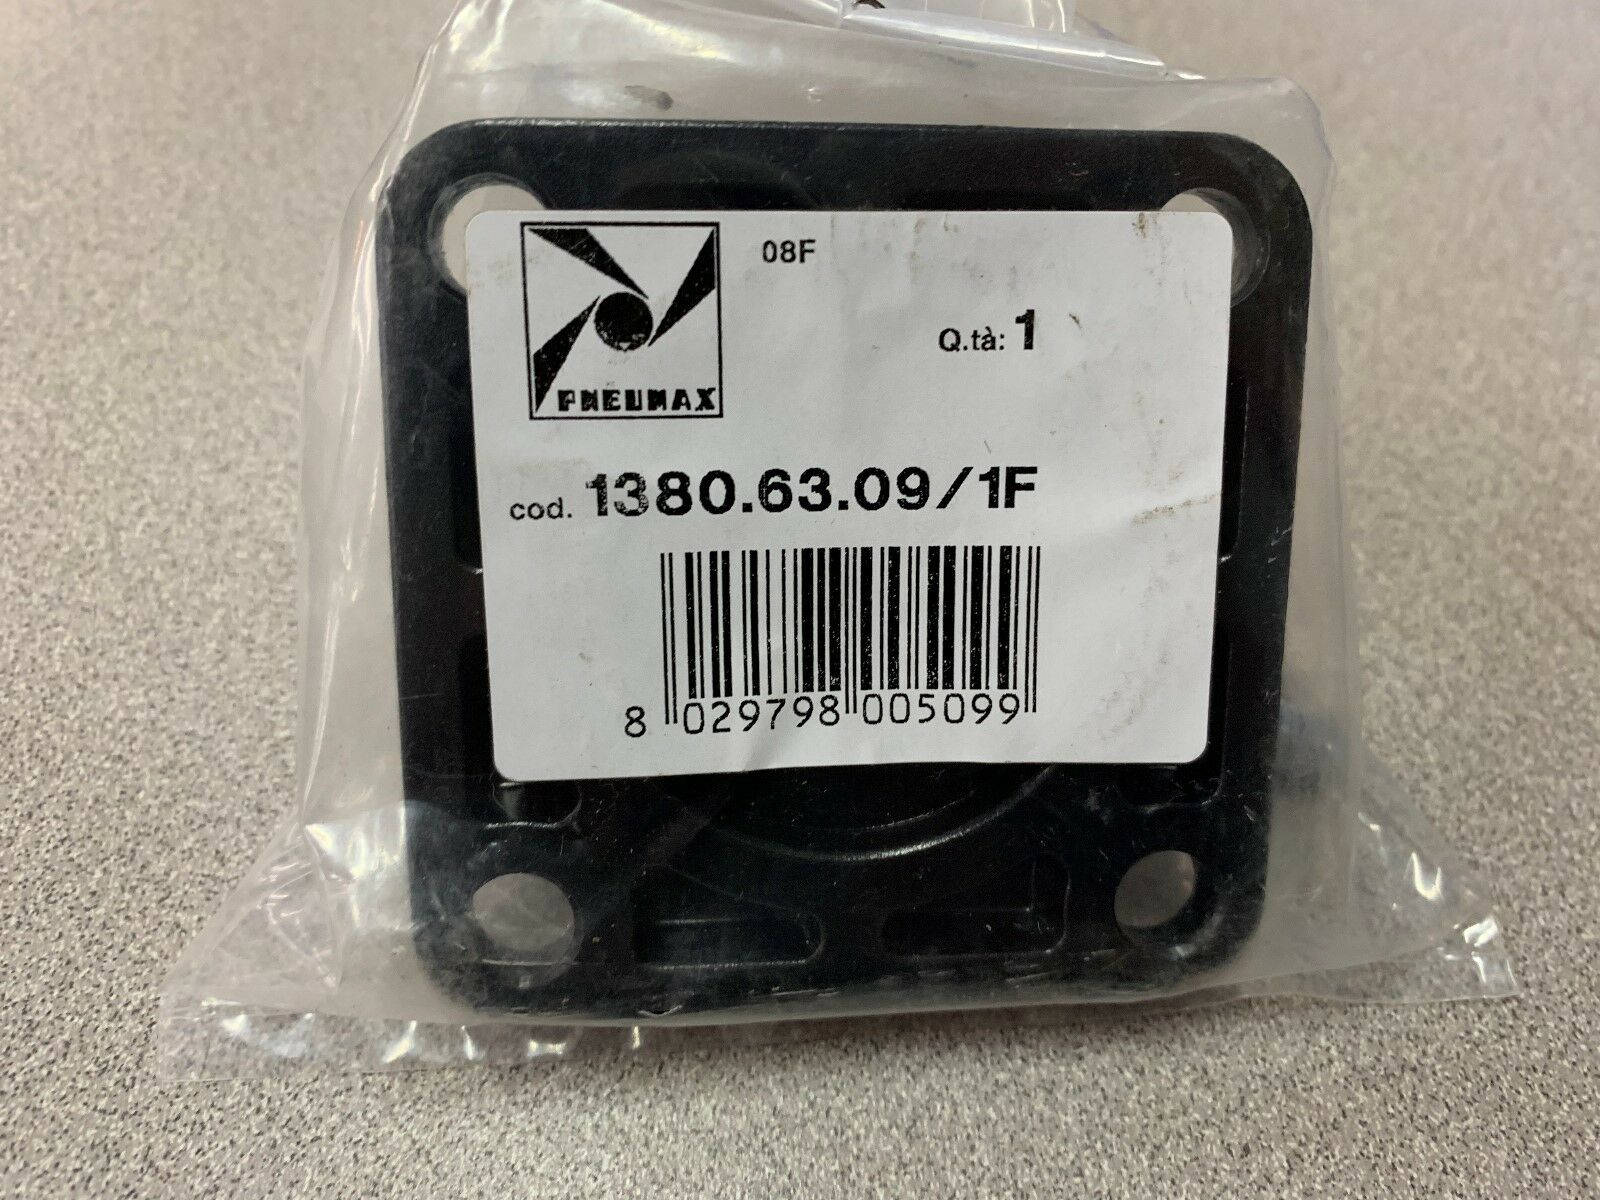 08F
Q.tà: 1
PNEUMAX
cod. 1380.63.09/1F
8 029798 005099